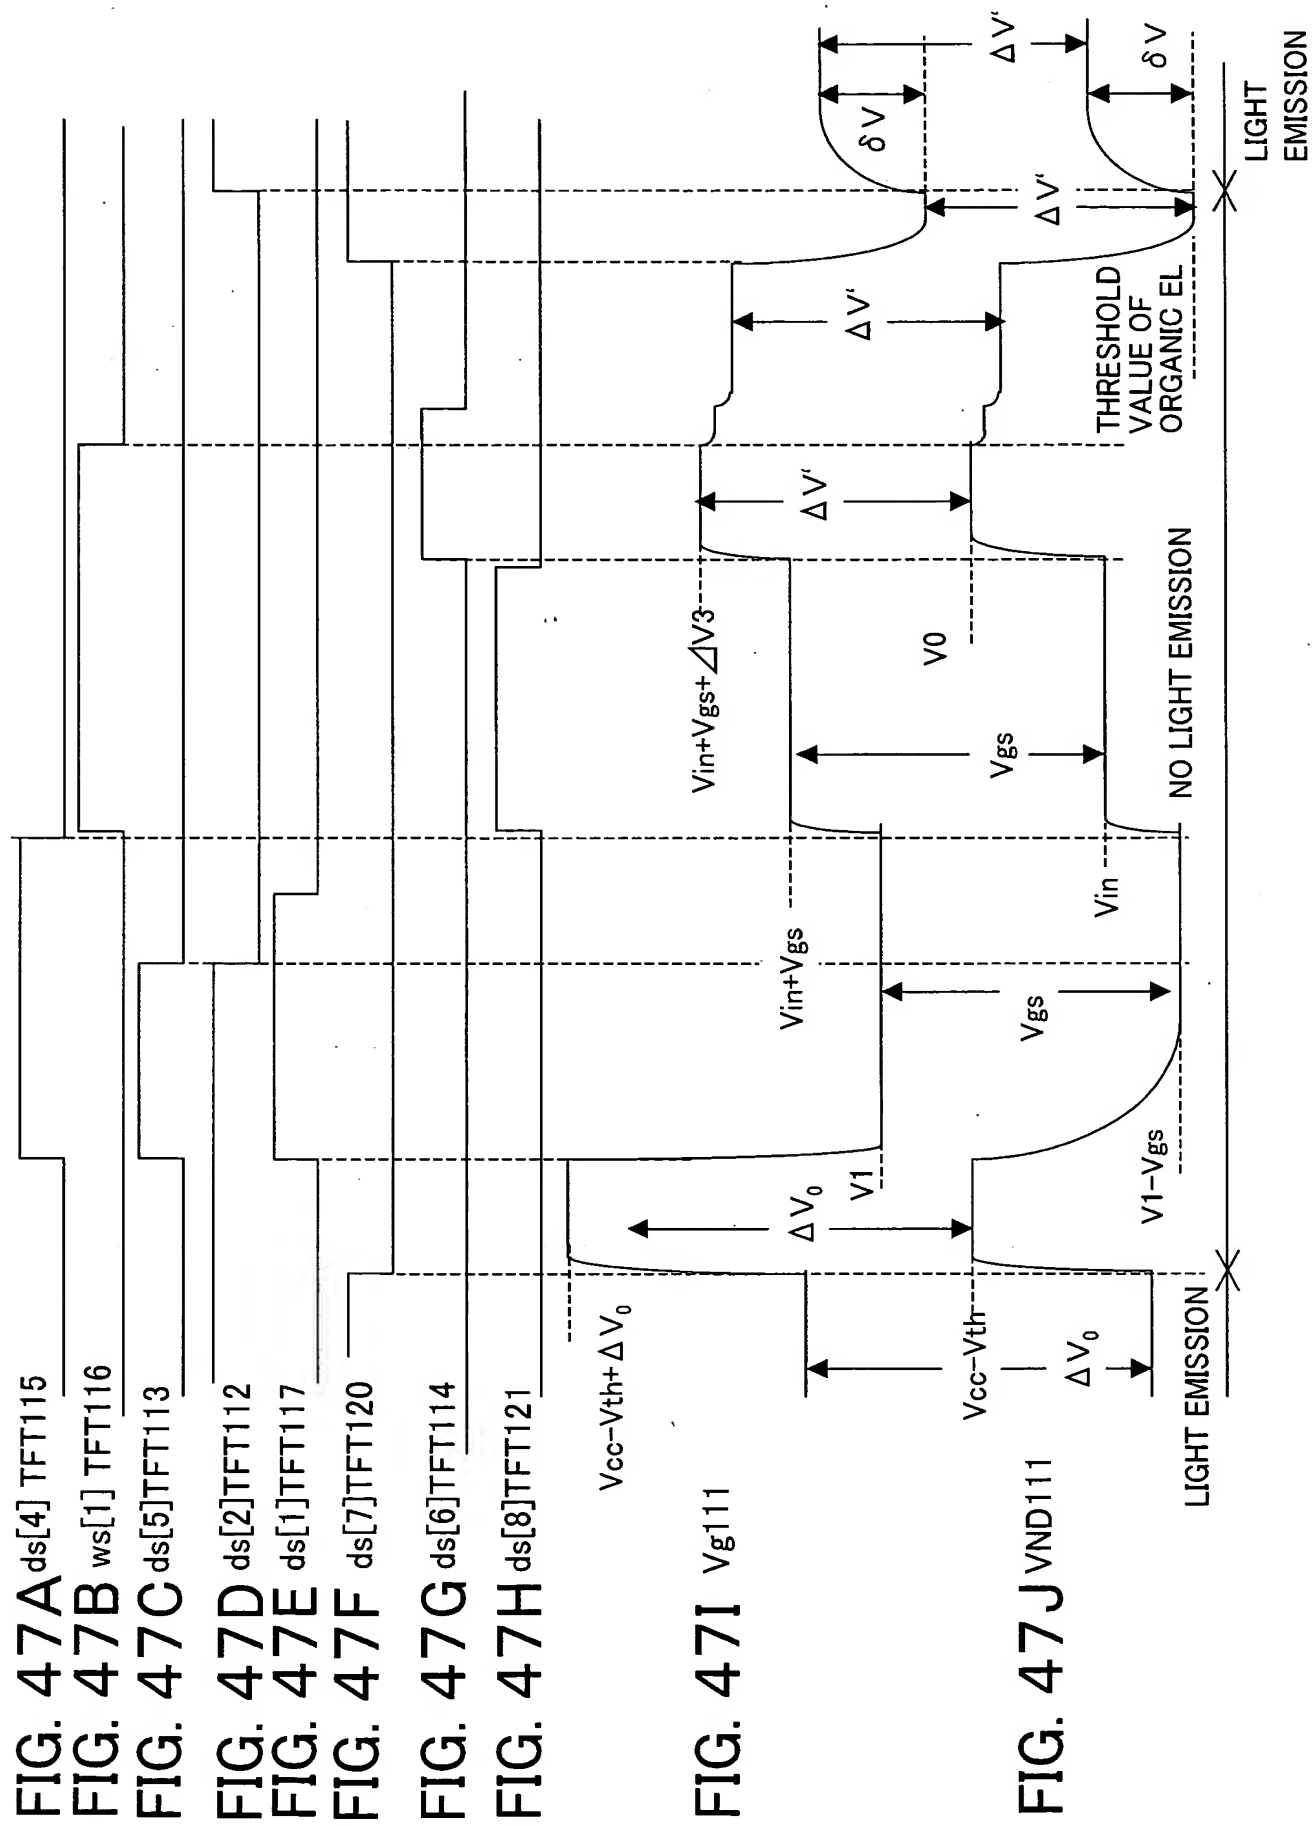 FIG. 47A ds[4] TFT115
FIG. 47B ws[1] TFT116
FIG. 47C ds[5]TFT113
FIG. 47D ds[2]TFT112
FIG. 47E ds[1]TFT117
FIG. 47F ds[7]TFT120
FIG. 47G ds[6]TFT114
FIG. 47H ds[8]TFT121
FIG. 47I Vg111
Vcc-Vth+ΔV0
ΔV0
V1
Vin+Vgs
Vin+Vgs+ΔV3
ΔV‘
ΔV‘
δV
ΔV‘
FIG. 47J VND111
Vcc-Vth
ΔV0
V1-Vgs
Vgs
Vin
Vgs
V0
THRESHOLD
VALUE OF
ORGANIC EL
ΔV‘
δV
LIGHT EMISSION
NO LIGHT EMISSION
LIGHT
EMISSION